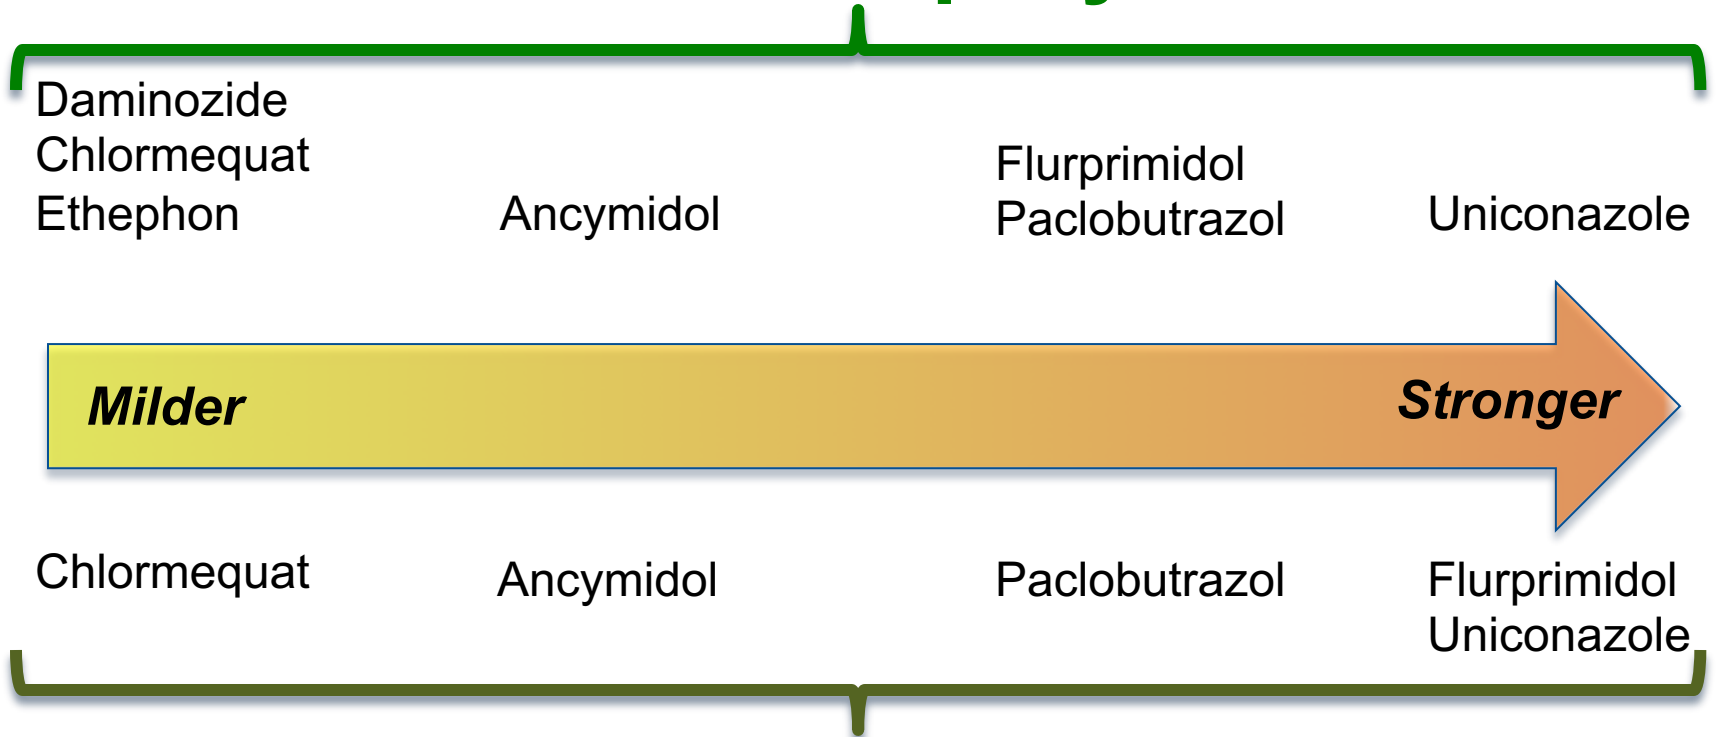 Daminozide
Chlormequat
Ethephon
Ancymidol
Flurprimidol
Paclobutrazol
Uniconazole
Milder
Stronger
Chlormequat
Ancymidol
Paclobutrazol
Flurprimidol
Uniconazole